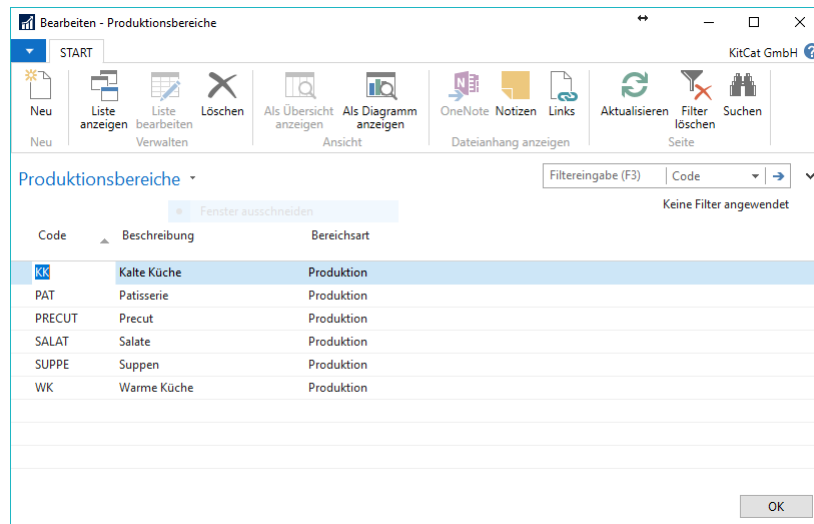 Bearbeiten - Produktionsbereiche
START
KitCat GmbH
Neu
Liste anzeigen
Liste bearbeiten
Löschen
Als Übersicht anzeigen
Als Diagramm anzeigen
OneNote
Notizen
Links
Aktualisieren
Filter löschen
Suchen
Neu
Verwalten
Ansicht
Dateianhang anzeigen
Seite
Produktionsbereiche
Filtereingabe (F3)
Code
Fenster ausschneiden
Keine Filter angewendet
Code Beschreibung Bereichsart
KK Kalte Küche Produktion
PAT Patisserie Produktion
PRECUT Precut Produktion
SALAT Salate Produktion
SUPPE Suppen Produktion
WK Warme Küche Produktion
OK